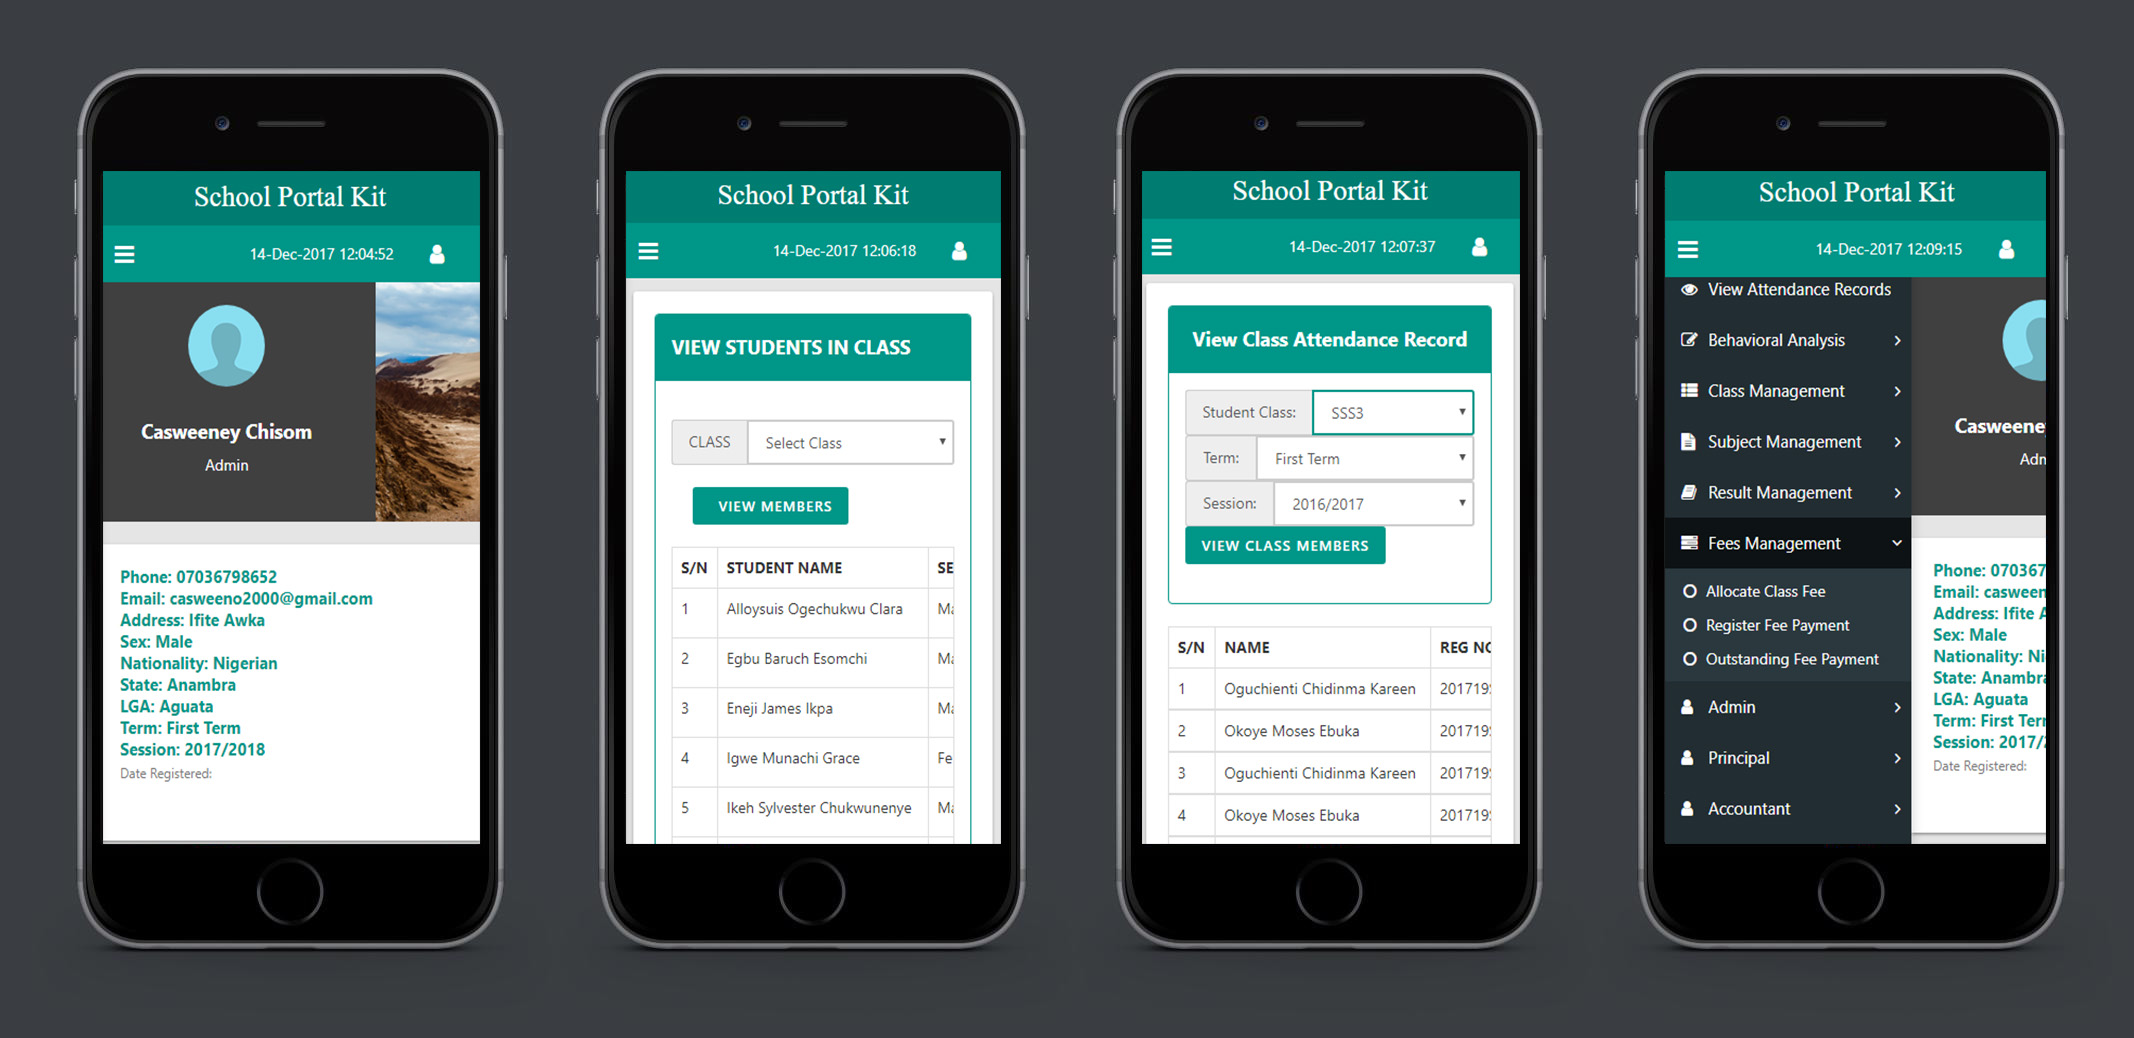 School Portal Kit
14-Dec-2017 12:04:52
Casweeney Chisom
Admin
Phone: 07036798652
Email: casweeno2000@gmail.com
Address: Ifite Awka
Sex: Male
Nationality: Nigerian
State: Anambra
LGA: Aguata
Term: First Term
Session: 2017/2018
Date Registered:
School Portal Kit
14-Dec-2017 12:06:18
VIEW STUDENTS IN CLASS
CLASS Select Class
VIEW MEMBERS
S/N STUDENT NAME SE
1 Alloysuis Ogechukwu Clara Ma
2 Egbu Baruch Esomchi Ma
3 Eneji James Ikpa Ma
4 Igwe Munachi Grace Fe
5 Ikeh Sylvester Chukwunenye Ma
School Portal Kit
14-Dec-2017 12:07:37
View Class Attendance Record
Student Class: SSS3
Term: First Term
Session: 2016/2017
VIEW CLASS MEMBERS
S/N NAME REG NO
1 Oguchienti Chidinma Kareen 201719
2 Okoye Moses Ebuka 201719
3 Oguchienti Chidinma Kareen 201719
4 Okoye Moses Ebuka 201719
School Portal Kit
14-Dec-2017 12:09:15
View Attendance Records
Behavioral Analysis
Class Management
Subject Management
Result Management
Fees Management
Allocate Class Fee
Register Fee Payment
Outstanding Fee Payment
Admin
Principal
Accountant
Casweene
Adm
Phone: 070367
Email: casween
Address: Ifite A
Sex: Male
Nationality: Ni
State: Anambra
LGA: Aguata
Term: First Ter
Session: 2017/
Date Registered: